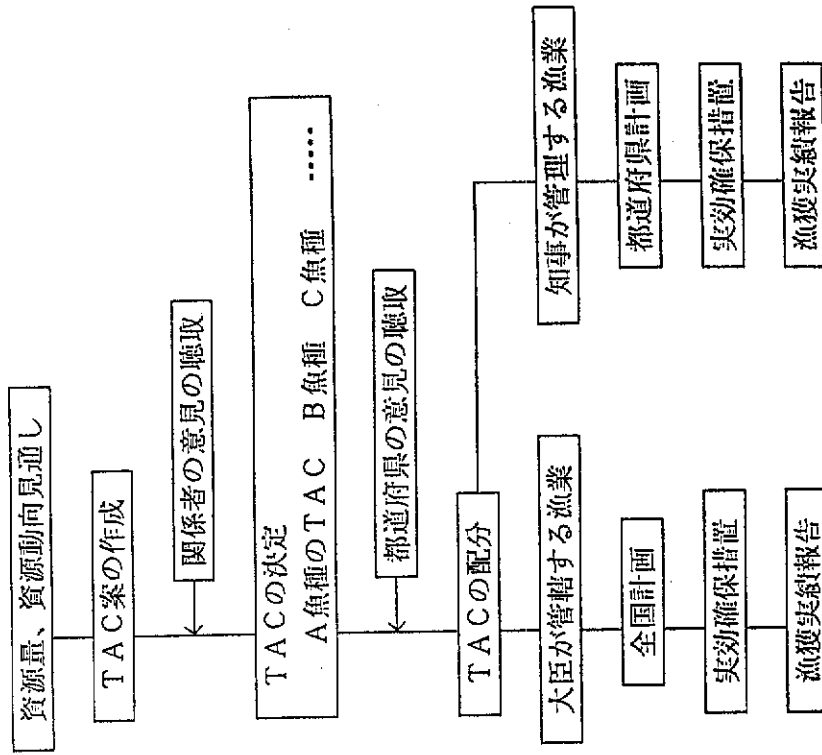 資源量、資源動向見通し
ＴＡＣ案の作成
関係者の意見の聴取
ＴＡＣの決定
Ａ魚種のＴＡＣ Ｂ魚種 Ｃ魚種 ‥‥‥
都道府県の意見の聴取
ＴＡＣの配分
大臣が管轄する漁業
全国計画
実効確保措置
漁獲実績報告
知事が管理する漁業
都道府県計画
実効確保措置
漁獲実績報告